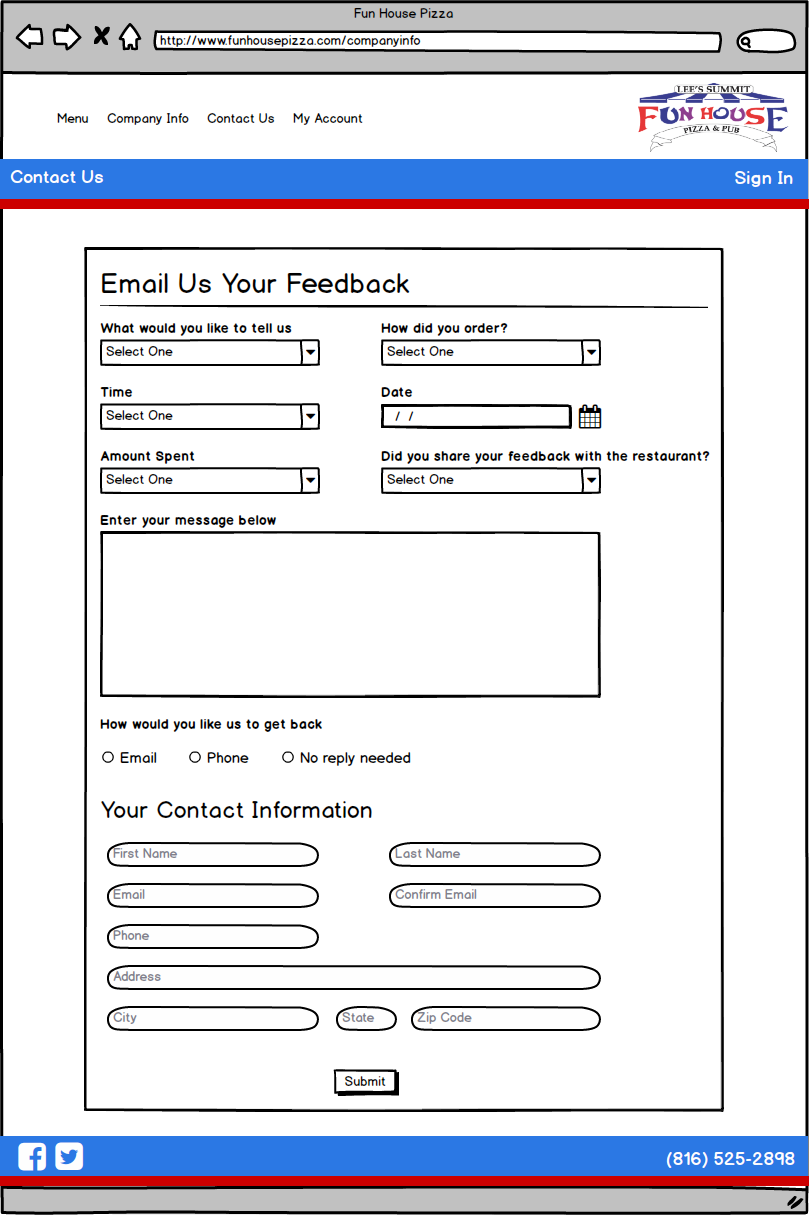 Fun House Pizza
http://www.funhousepizza.com/companyinfo
LEE'S SUMMIT
FUN HOUSE
PIZZA & PUB
Menu Company Info Contact Us My Account
Contact Us Sign In
Email Us Your Feedback
What would you like to tell us How did you order?
Select One Select One
Time Date
Select One / /
Amount Spent Did you share your feedback with the restaurant?
Select One Select One
Enter your message below
How would you like us to get back
Email Phone No reply needed
Your Contact Information
First Name Last Name
Email Confirm Email
Phone
Address
City State Zip Code
Submit
(816) 525-2898